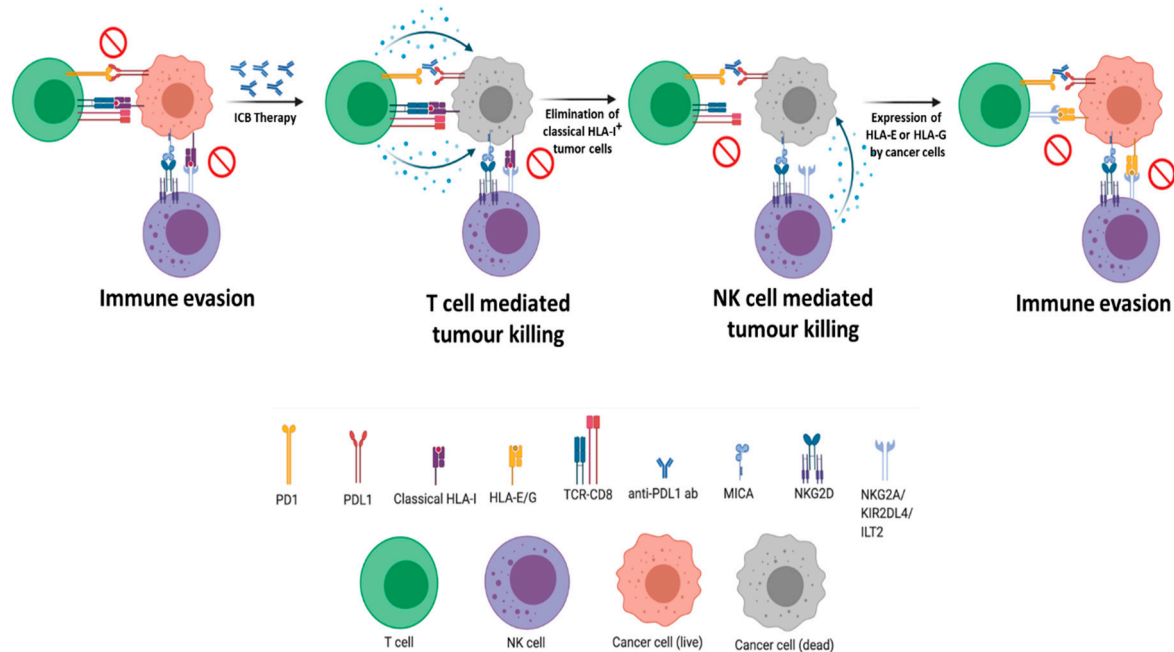 ICB Therapy
Elimination of
classical HLA-I+
tumor cells
Expression of
HLA-E or HLA-G
by cancer cells
Immune evasion
T cell mediated
tumour killing
NK cell mediated
tumour killing
Immune evasion
PD1
PDL1
Classical HLA-I
HLA-E/G
TCR-CD8
anti-PDL1 ab
MICA
NKG2D
NKG2A/
KIR2DL4/
ILT2
T cell
NK cell
Cancer cell (live)
Cancer cell (dead)